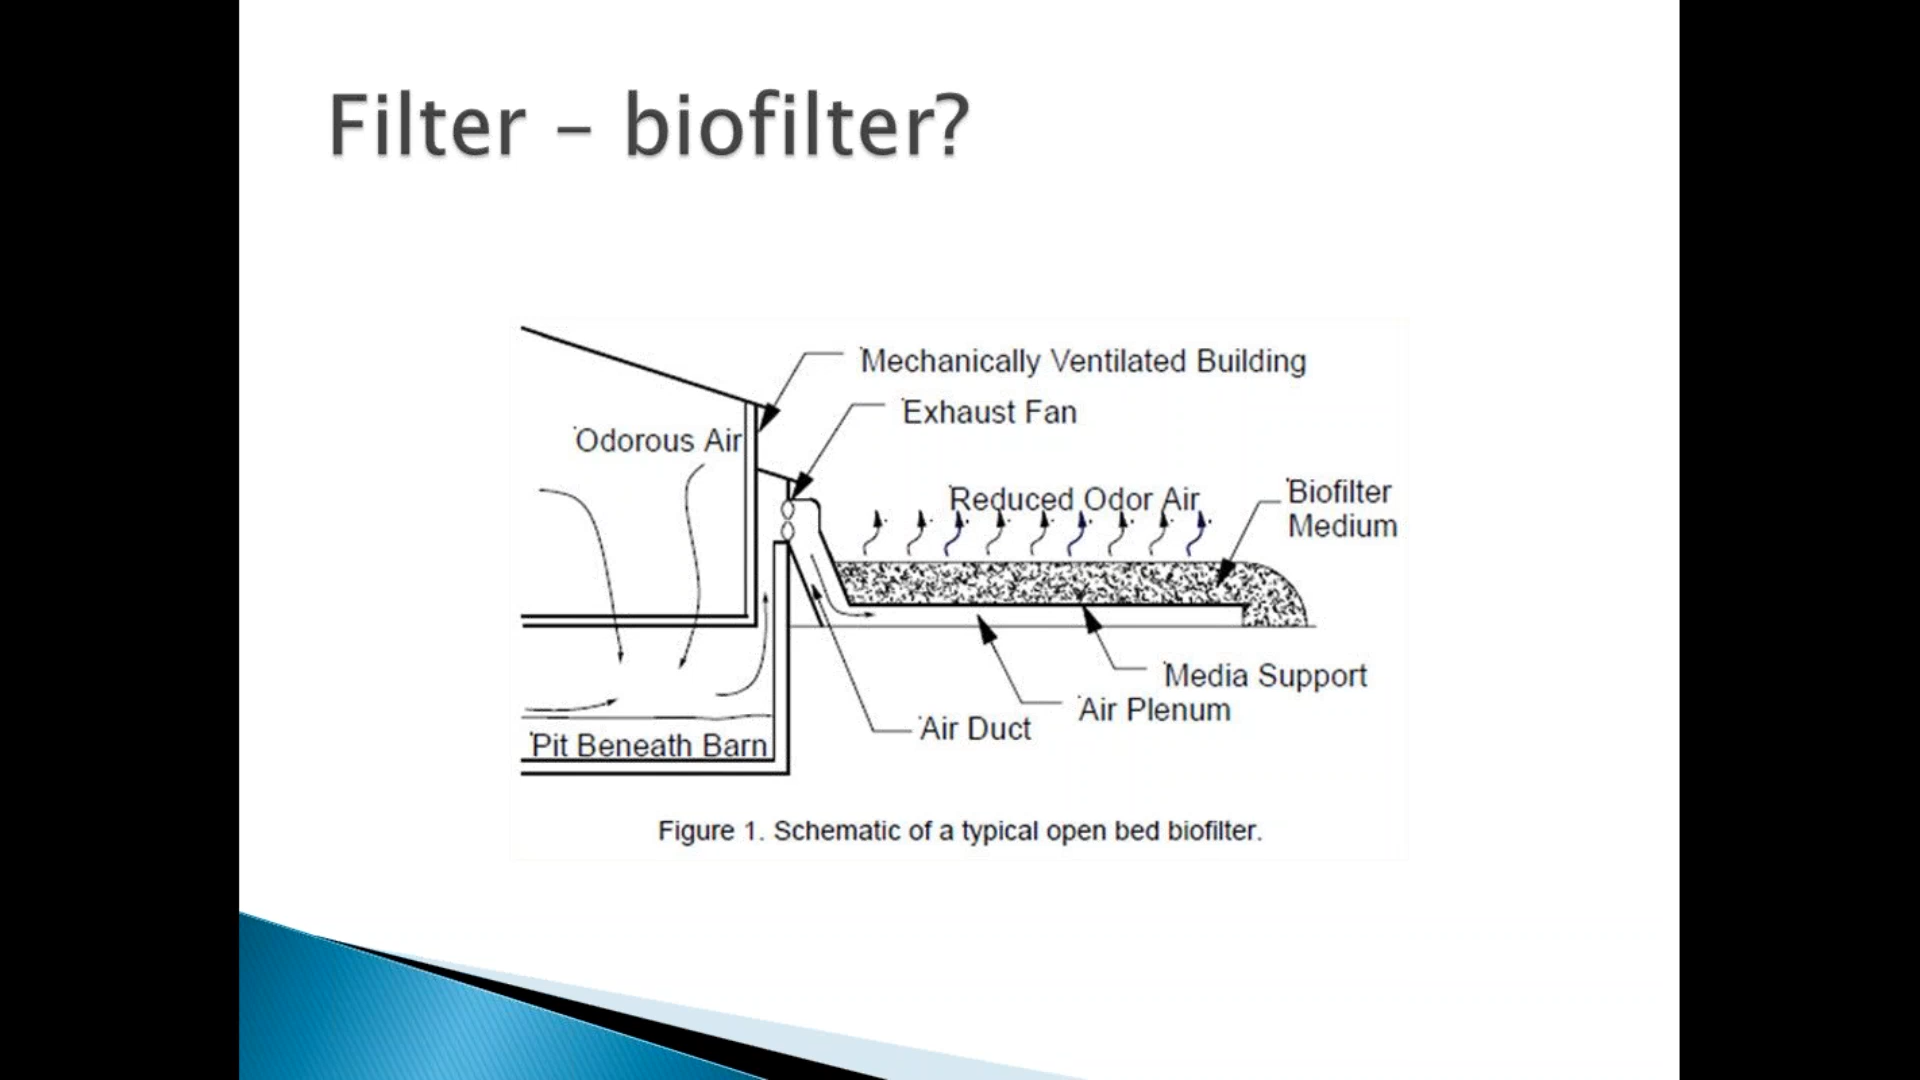 Filter – biofilter?
Mechanically Ventilated Building
Exhaust Fan
Odorous Air
Reduced Odor Air
Biofilter
Medium
Media Support
Air Plenum
Air Duct
Pit Beneath Barn
Figure 1. Schematic of a typical open bed biofilter.